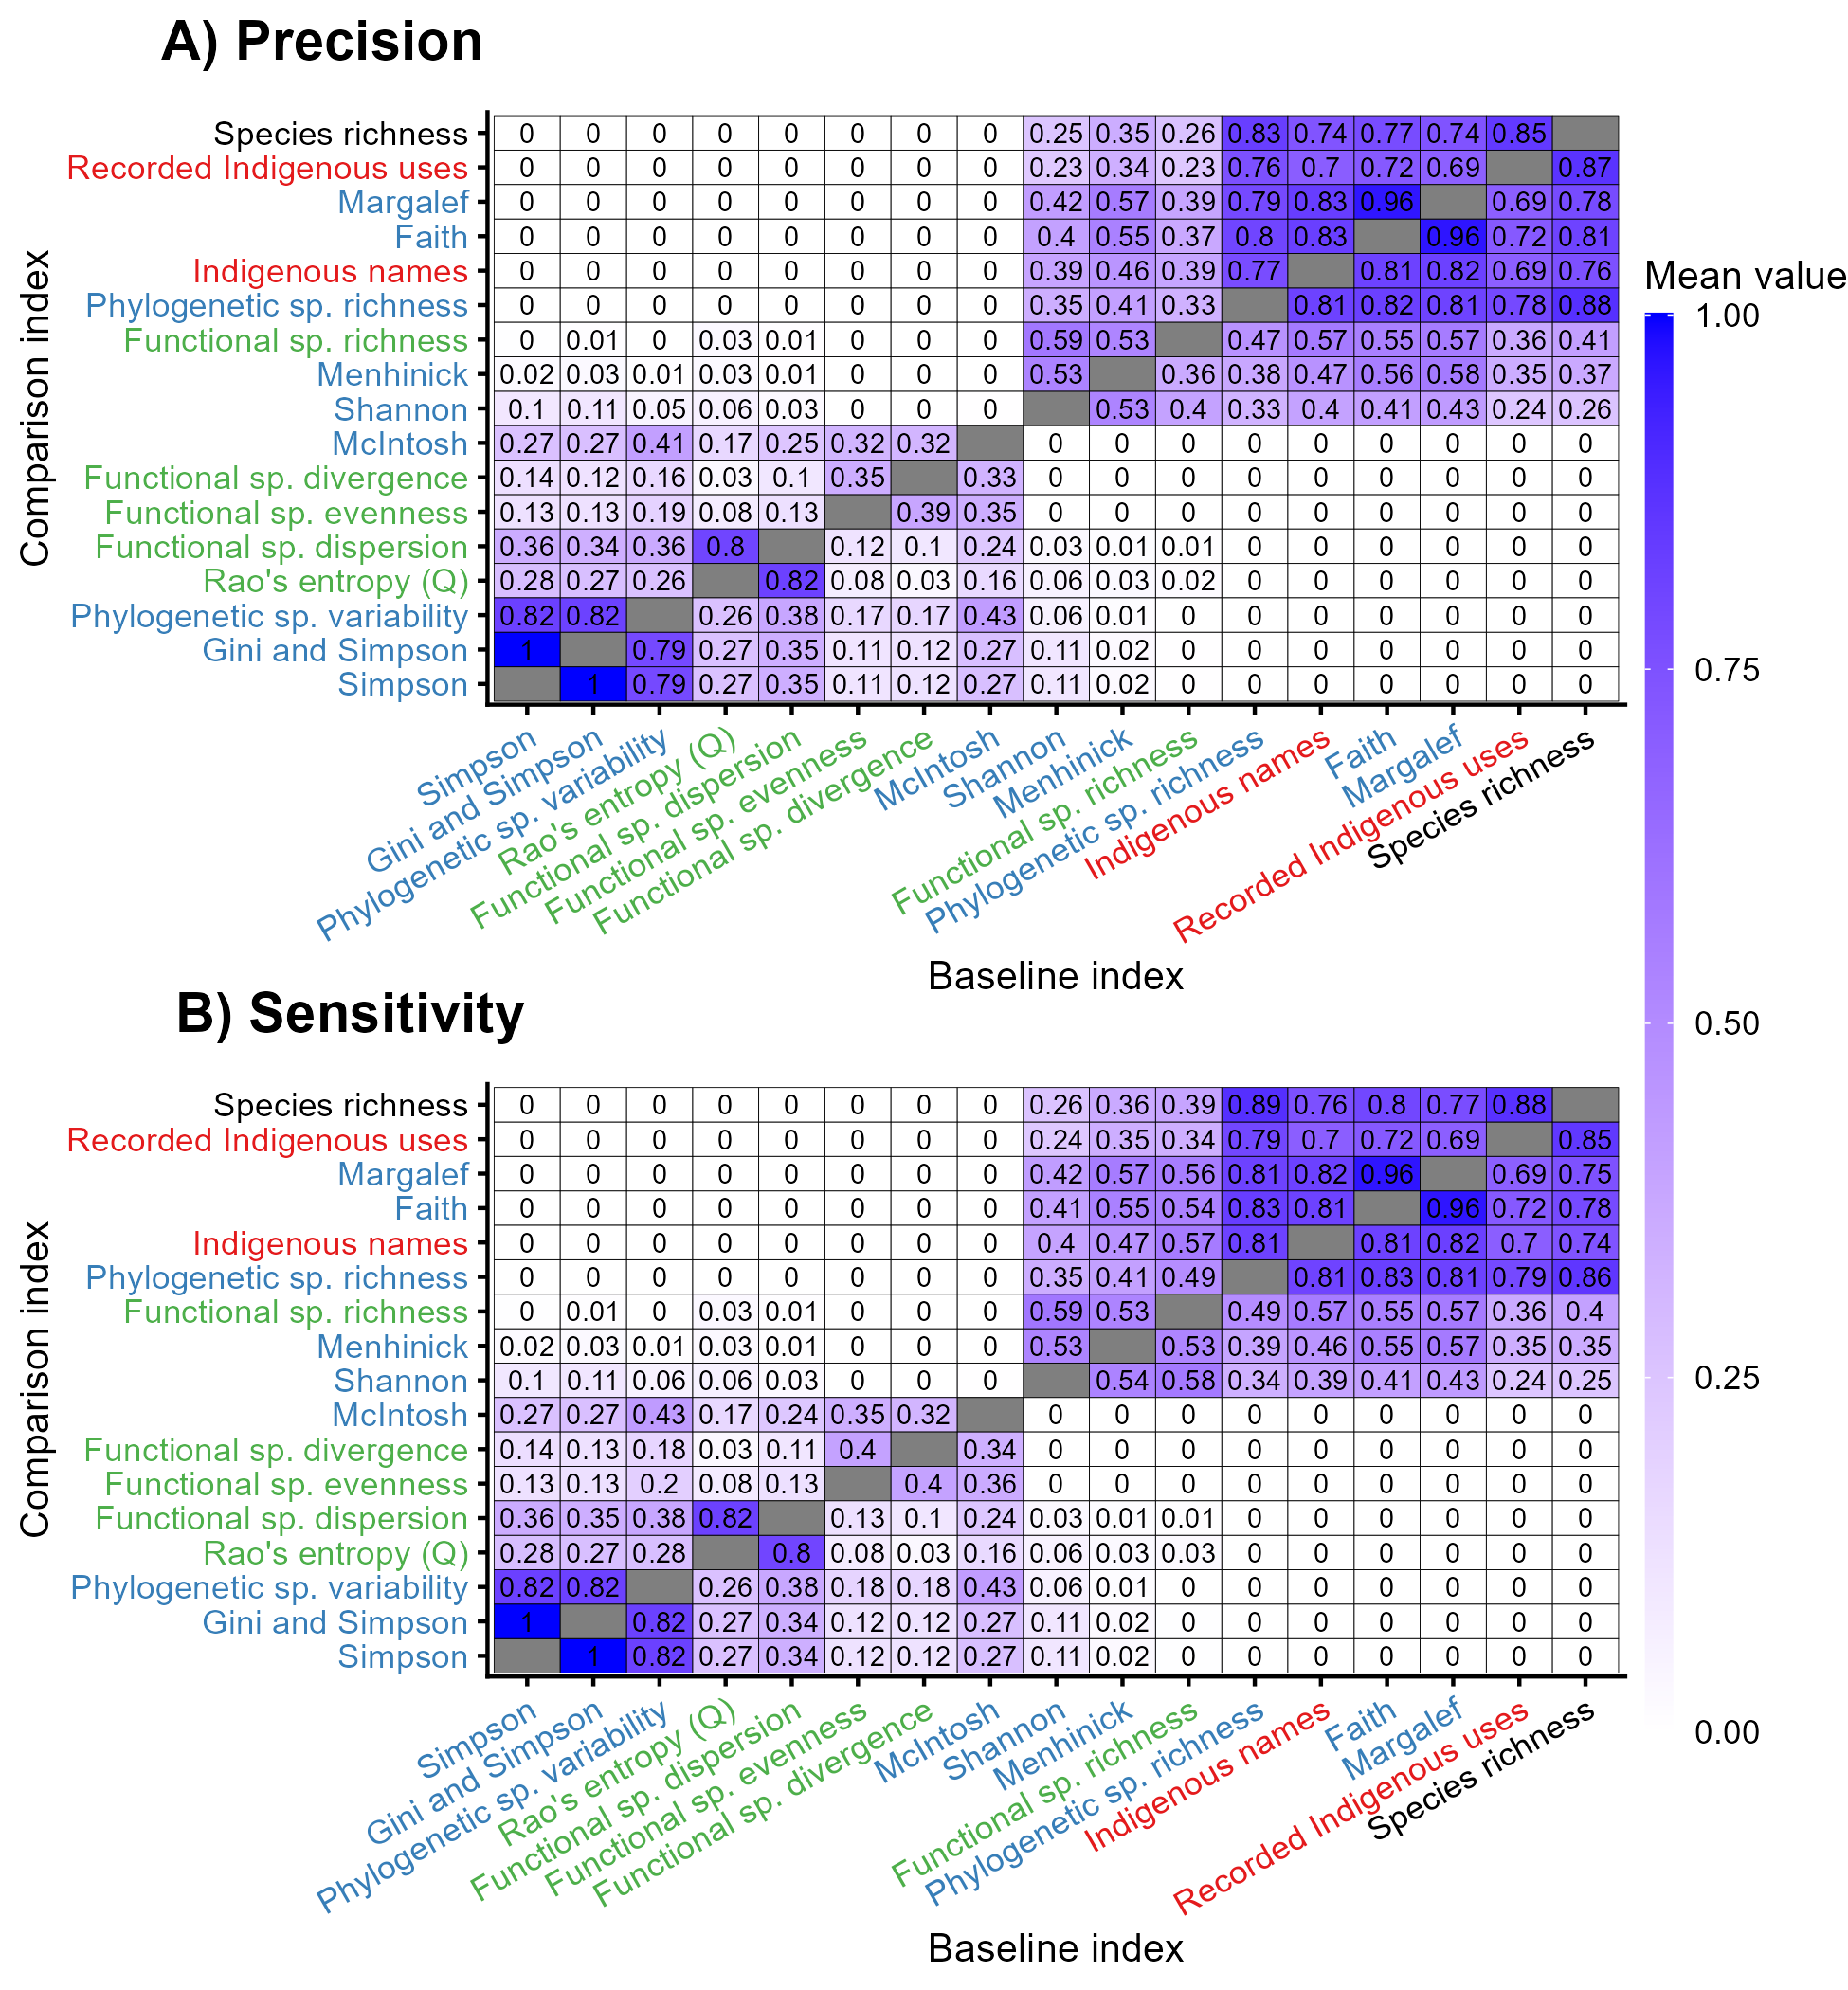 A) Precision
Comparison index
Species richness 0 0 0 0 0 0 0 0 0.25 0.35 0.26 0.83 0.74 0.77 0.74 0.85
Recorded Indigenous uses 0 0 0 0 0 0 0 0 0.23 0.34 0.23 0.76 0.7 0.72 0.69 0.87
Margalef 0 0 0 0 0 0 0 0 0.42 0.57 0.39 0.79 0.83 0.96 0.69 0.78
Faith 0 0 0 0 0 0 0 0 0.4 0.55 0.37 0.8 0.83 0.96 0.72 0.81
Indigenous names 0 0 0 0 0 0 0 0 0.39 0.46 0.39 0.77 0.81 0.82 0.69 0.76
Phylogenetic sp. richness 0 0 0 0 0 0 0 0 0.35 0.41 0.33 0.81 0.82 0.81 0.78 0.88
Functional sp. richness 0 0.01 0 0.03 0.01 0 0 0 0.59 0.53 0.47 0.57 0.55 0.57 0.36 0.41
Menhinick 0.02 0.03 0.01 0.03 0.01 0 0 0 0.53 0.36 0.38 0.47 0.56 0.58 0.35 0.37
Shannon 0.1 0.11 0.05 0.06 0.03 0 0 0 0.53 0.4 0.33 0.4 0.41 0.43 0.24 0.26
McIntosh 0.27 0.27 0.41 0.17 0.25 0.32 0.32 0 0 0 0 0 0 0 0 0
Functional sp. divergence 0.14 0.12 0.16 0.03 0.1 0.35 0.33 0 0 0 0 0 0 0 0 0
Functional sp. evenness 0.13 0.13 0.19 0.08 0.13 0.39 0.35 0 0 0 0 0 0 0 0 0
Functional sp. dispersion 0.36 0.34 0.36 0.8 0.12 0.1 0.24 0.03 0.01 0.01 0 0 0 0 0 0
Rao's entropy (Q) 0.28 0.27 0.26 0.82 0.08 0.03 0.16 0.06 0.03 0.02 0 0 0 0 0 0
Phylogenetic sp. variability 0.82 0.82 0.26 0.38 0.17 0.17 0.43 0.06 0.01 0 0 0 0 0 0 0
Gini and Simpson 1 0.79 0.27 0.35 0.11 0.12 0.27 0.11 0.02 0 0 0 0 0 0 0
Simpson 1 0.79 0.27 0.35 0.11 0.12 0.27 0.11 0.02 0 0 0 0 0 0 0
Simpson
Gini and Simpson
Phylogenetic sp. variability
Rao's entropy (Q)
Functional sp. dispersion
Functional sp. evenness
Functional sp. divergence
McIntosh
Shannon
Menhinick
Functional sp. richness
Phylogenetic sp. richness
Indigenous names
Faith
Margalef
Recorded Indigenous uses
Species richness
Baseline index
Mean value
1.00
0.75
0.50
0.25
0.00
B) Sensitivity
Comparison index
Species richness 0 0 0 0 0 0 0 0 0.26 0.36 0.39 0.89 0.76 0.8 0.77 0.88
Recorded Indigenous uses 0 0 0 0 0 0 0 0 0.24 0.35 0.34 0.79 0.7 0.72 0.69 0.85
Margalef 0 0 0 0 0 0 0 0 0.42 0.57 0.56 0.81 0.82 0.96 0.69 0.75
Faith 0 0 0 0 0 0 0 0 0.41 0.55 0.54 0.83 0.81 0.96 0.72 0.78
Indigenous names 0 0 0 0 0 0 0 0 0.4 0.47 0.57 0.81 0.81 0.82 0.7 0.74
Phylogenetic sp. richness 0 0 0 0 0 0 0 0 0.35 0.41 0.49 0.81 0.83 0.81 0.79 0.86
Functional sp. richness 0 0.01 0 0.03 0.01 0 0 0 0.59 0.53 0.49 0.57 0.55 0.57 0.36 0.4
Menhinick 0.02 0.03 0.01 0.03 0.01 0 0 0 0.53 0.53 0.39 0.46 0.55 0.57 0.35 0.35
Shannon 0.1 0.11 0.06 0.06 0.03 0 0 0 0.54 0.58 0.34 0.39 0.41 0.43 0.24 0.25
McIntosh 0.27 0.27 0.43 0.17 0.24 0.35 0.32 0 0 0 0 0 0 0 0 0
Functional sp. divergence 0.14 0.13 0.18 0.03 0.11 0.4 0.34 0 0 0 0 0 0 0 0 0
Functional sp. evenness 0.13 0.13 0.2 0.08 0.13 0.4 0.36 0 0 0 0 0 0 0 0 0
Functional sp. dispersion 0.36 0.35 0.38 0.82 0.13 0.1 0.24 0.03 0.01 0.01 0 0 0 0 0 0
Rao's entropy (Q) 0.28 0.27 0.28 0.8 0.08 0.03 0.16 0.06 0.03 0.03 0 0 0 0 0 0
Phylogenetic sp. variability 0.82 0.82 0.26 0.38 0.18 0.18 0.43 0.06 0.01 0 0 0 0 0 0 0
Gini and Simpson 1 0.82 0.27 0.34 0.12 0.12 0.27 0.11 0.02 0 0 0 0 0 0 0
Simpson 1 0.82 0.27 0.34 0.12 0.12 0.27 0.11 0.02 0 0 0 0 0 0 0
Simpson
Gini and Simpson
Phylogenetic sp. variability
Rao's entropy (Q)
Functional sp. dispersion
Functional sp. evenness
Functional sp. divergence
McIntosh
Shannon
Menhinick
Functional sp. richness
Phylogenetic sp. richness
Indigenous names
Faith
Margalef
Recorded Indigenous uses
Species richness
Baseline index